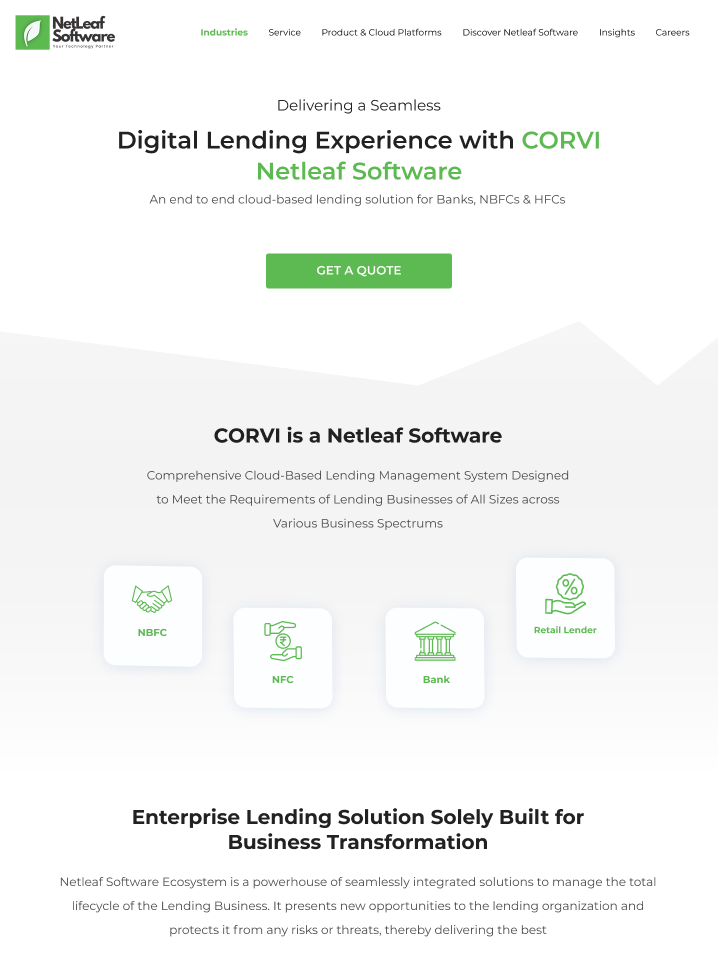 NetLeaf
Software
Your Technology Partner
Industries
Service
Product & Cloud Platforms
Discover Netleaf Software
Insights
Careers
Delivering a Seamless
Digital Lending Experience with CORVI
Netleaf Software
An end to end cloud-based lending solution for Banks, NBFCs & HFCs
GET A QUOTE
CORVI is a Netleaf Software
Comprehensive Cloud-Based Lending Management System Designed
to Meet the Requirements of Lending Businesses of All Sizes across
Various Business Spectrums
NBFC
NFC
Bank
%
Retail Lender
₹
Enterprise Lending Solution Solely Built for
Business Transformation
Netleaf Software Ecosystem is a powerhouse of seamlessly integrated solutions to manage the total
lifecycle of the Lending Business. It presents new opportunities to the lending organization and
protects it from any risks or threats, thereby delivering the best